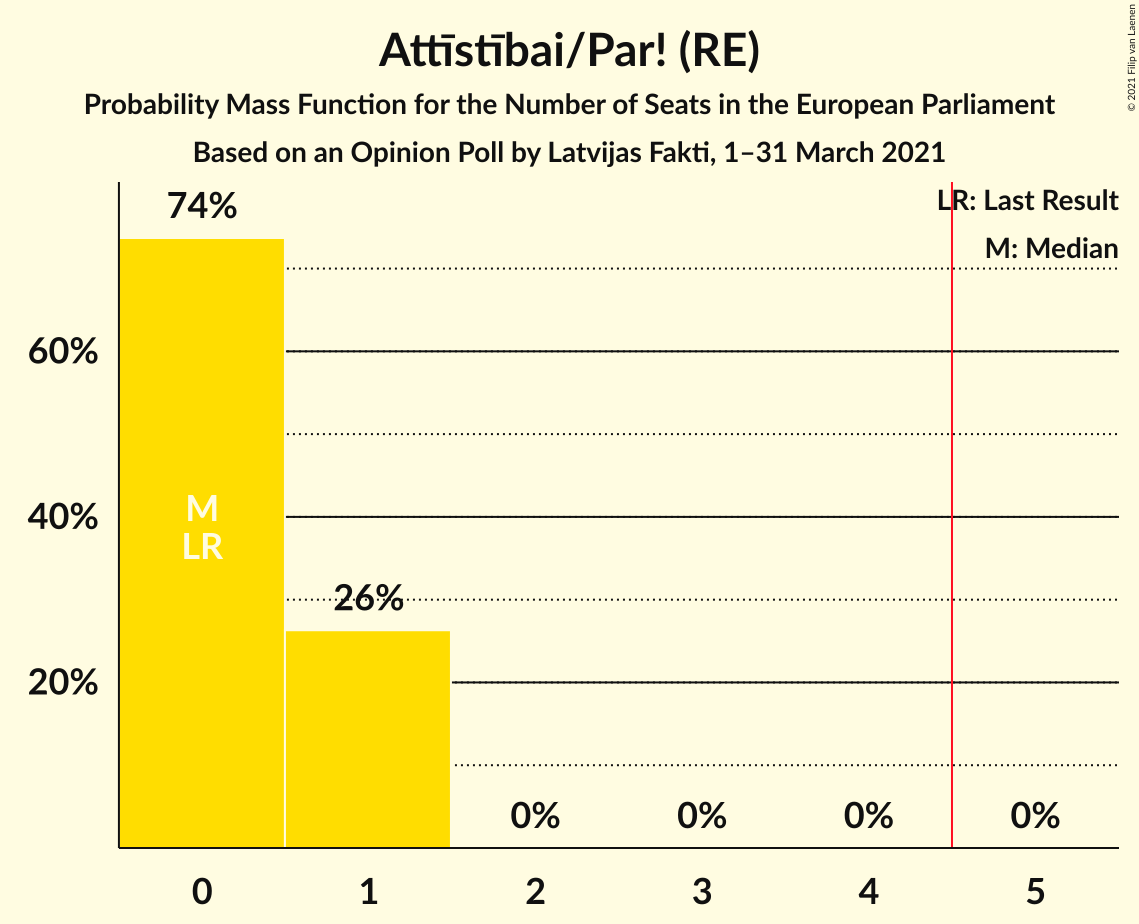 Attīstībai/Par! (RE)
Probability Mass Function for the Number of Seats in the European Parliament
Based on an Opinion Poll by Latvijas Fakti, 1–31 March 2021
© 2021 Filip van Laenen
LR: Last Result
M: Median
74%
60%
40%
20%
M
LR
26%
0%
0%
0%
0%
0
1
2
3
4
5